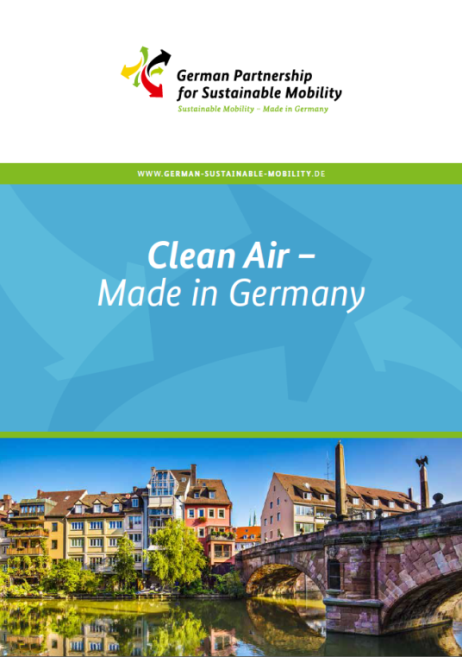 German Partnership
for Sustainable Mobility
Sustainable Mobility – Made in Germany
WWW.GERMAN-SUSTAINABLE-MOBILITY.DE
Clean Air –
Made in Germany